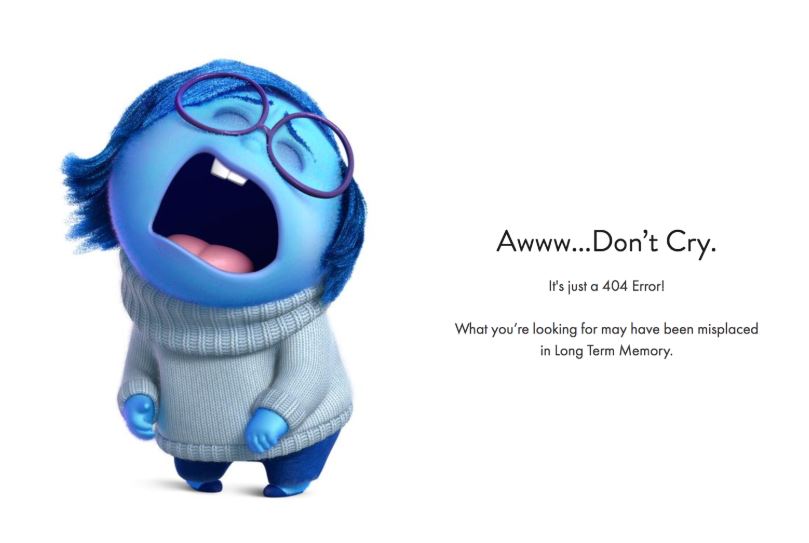 Awww...Don’t Cry.
It's just a 404 Error!
What you’re looking for may have been misplaced
in Long Term Memory.